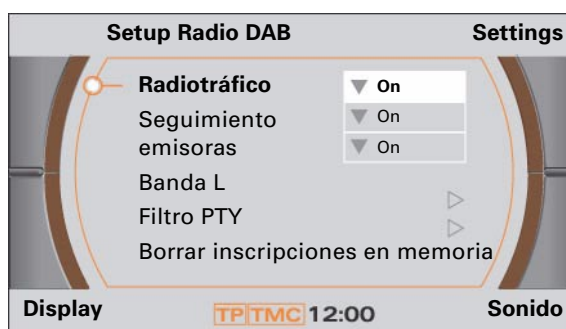 Setup Radio DAB Settings
Radiotráfico On
Seguimiento On
emisoras On
Banda L
Filtro PTY
Borrar inscripciones en memoria
Display TP TMC 12:00 Sonido